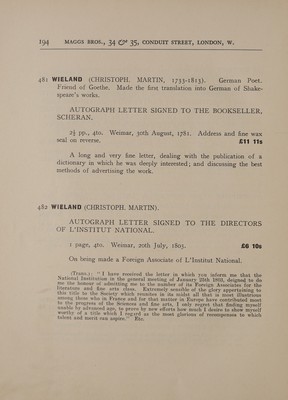 194 MAGGS BROS., 34 & 35, CONDUIT STREET, LONDON, W.
481 WIELAND (CHRISTOPH. MARTIN, 1733-1813). German Poet.
Friend of Goethe. Made the first translation into German of Shake-
speare's works.
AUTOGRAPH LETTER SIGNED TO THE BOOKSELLER,
SCHERAN.
2½ pp., 4to. Weimar, 30th August, 1781. Address and fine wax
seal on reverse. £11 11s
A long and very fine letter, dealing with the publication of a
dictionary in which he was deeply interested; and discussing the best
methods of advertising the work.
482 WIELAND (CHRISTOPH. MARTIN).
AUTOGRAPH LETTER SIGNED TO THE DIRECTORS
OF L'INSTITUT NATIONAL.
1 page, 4to. Weimar, 20th July, 1803. £6 10s
On being made a Foreign Associate of L'Institut National.
(Trans.): "I have received the letter in which you inform me that the
National Institution in the general meeting of January 25th 1803, deigned to do
me the honour of admitting me to the number of its Foreign Associates for the
literature and fine arts class. Extremely sensible of the glory appertaining to
this title to the Society which reunites in its midst all that is most illustrious
among those who in France and for that matter in Europe have contributed most
to the progress of the Sciences and fine arts, I only regret that finding myself
unable by advanced age, to prove by new efforts how much I desire to show myself
worthy of a title which I regard as the most glorious of recompenses to which
talent and merit can aspire." Etc.